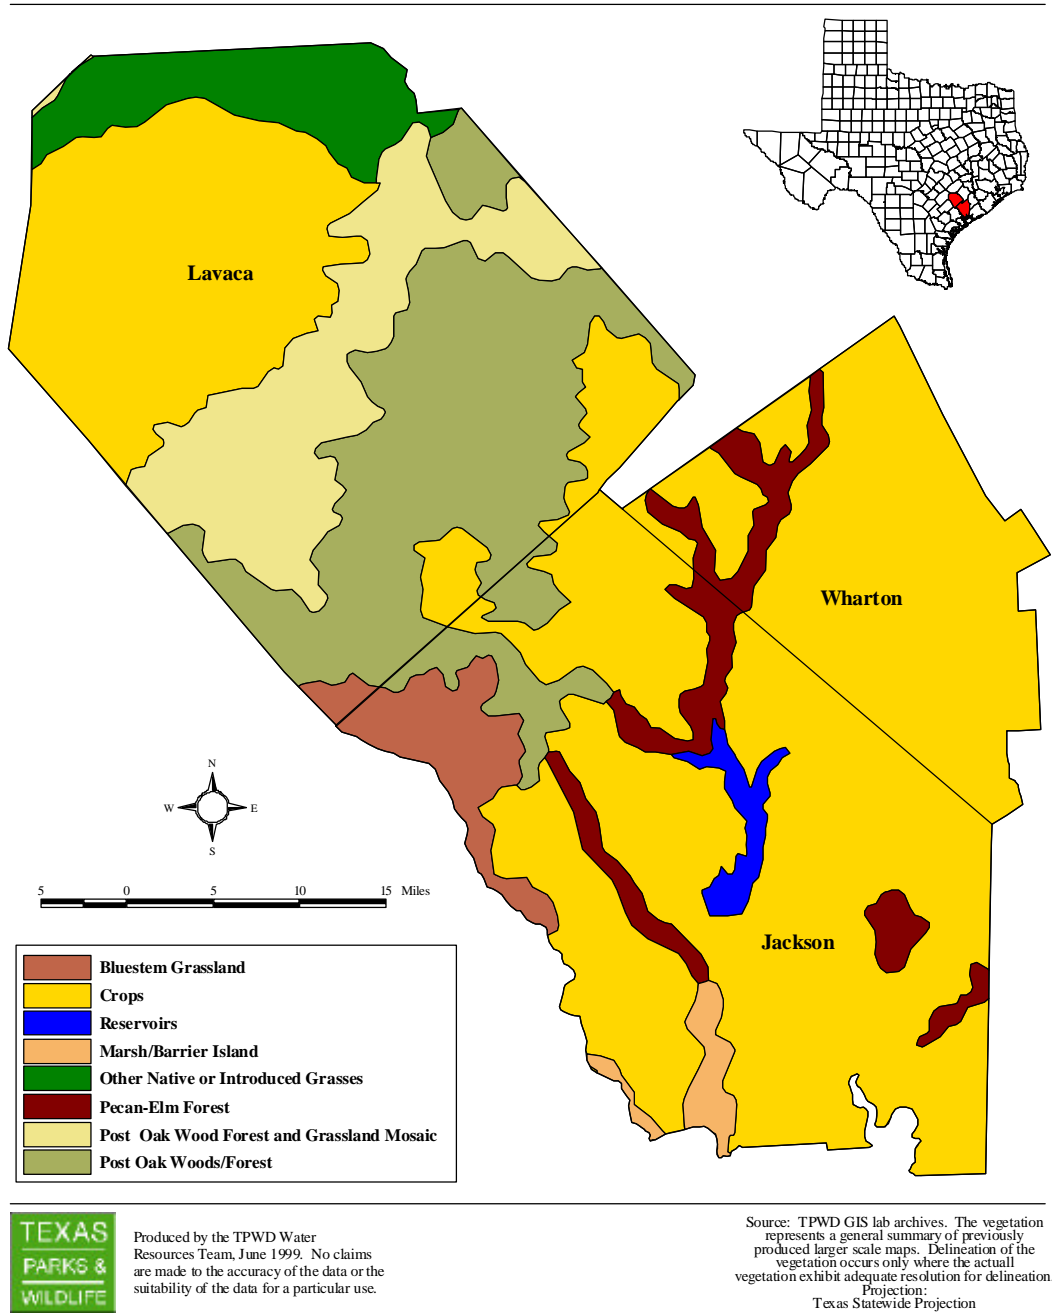 Lavaca
Wharton
Jackson
N
W
E
S
5 0 5 10 15 Miles
Bluestem Grassland
Crops
Reservoirs
Marsh/Barrier Island
Other Native or Introduced Grasses
Pecan-Elm Forest
Post Oak Wood Forest and Grassland Mosaic
Post Oak Woods/Forest
TEXAS
PARKS &
WILDLIFE
Produced by the TPWD Water
Resources Team, June 1999. No claims
are made to the accuracy of the data or the
suitability of the data for a particular use.
Source: TPWD GIS lab archives. The vegetation
represents a general summary of previously
produced larger scale maps. Delineation of the
vegetation occurs only where the actuall
vegetation exhibit adequate resolution for delineation
Projection:
Texas Statewide Projection